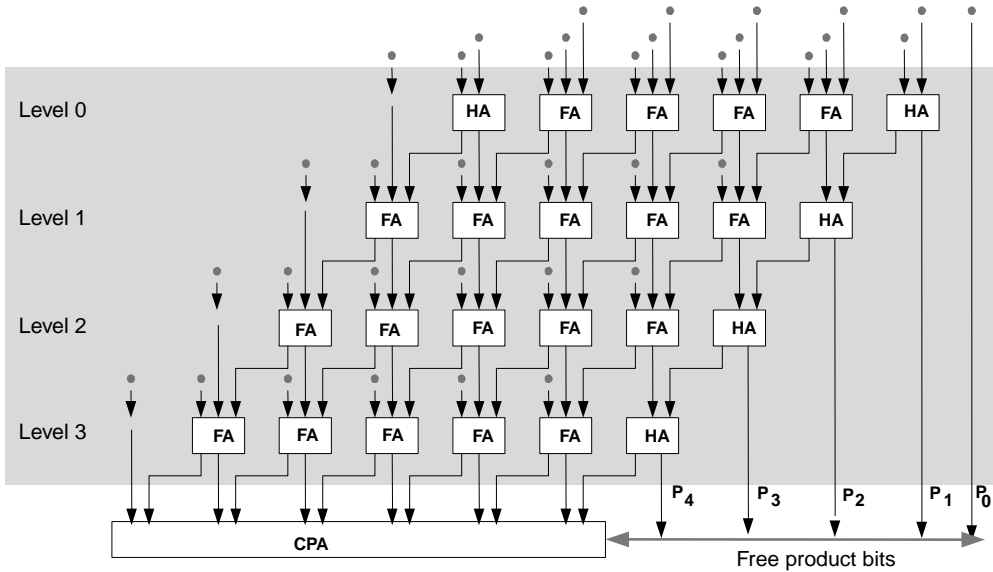 Level 0
HA FA FA FA FA HA
Level 1
FA FA FA FA FA HA
Level 2
FA FA FA FA FA HA
Level 3
FA FA FA FA FA HA
P4 P3 P2 P1 P0
CPA
Free product bits